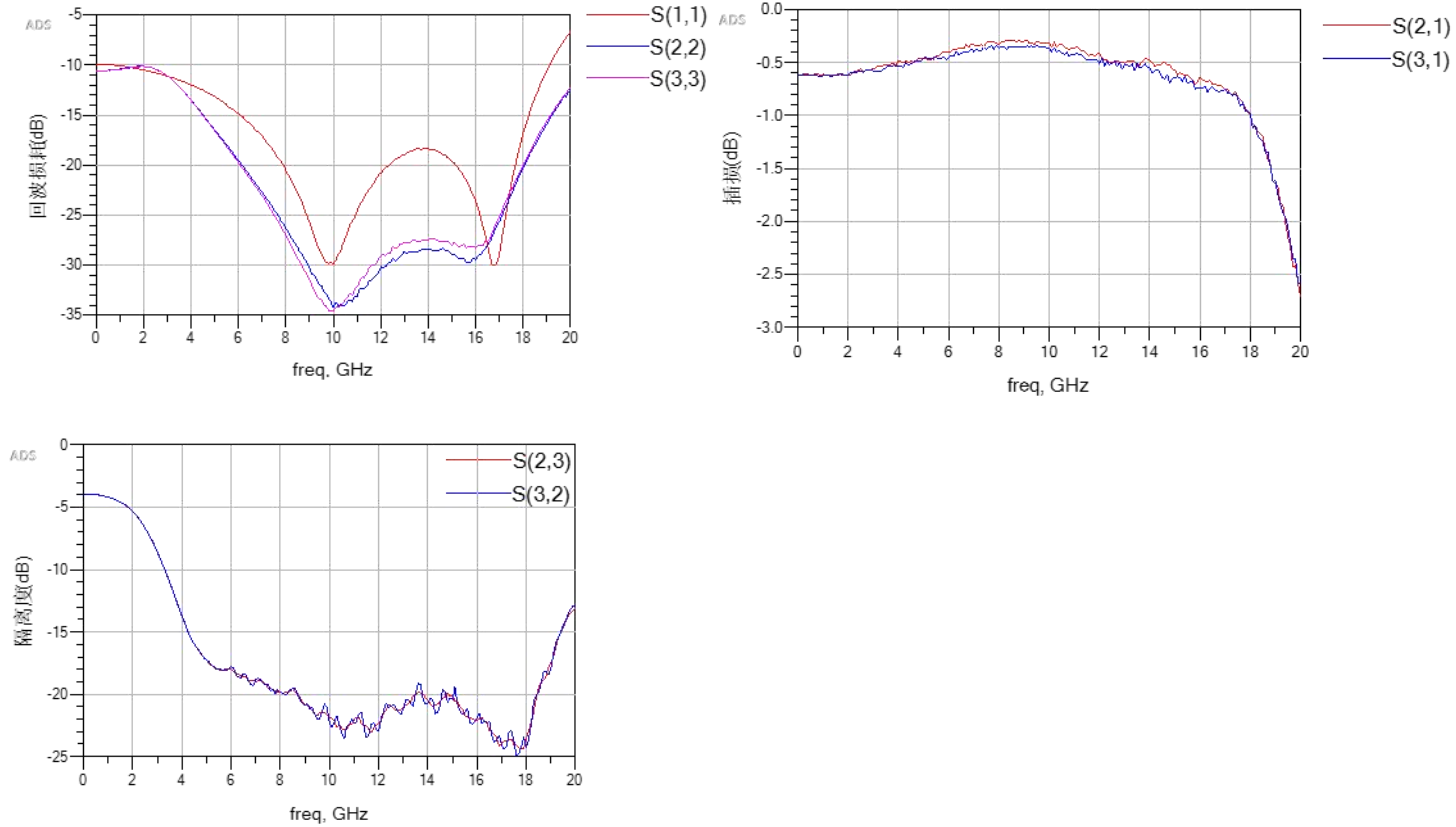 ADS
-5
-10
-15
-20
-25
-30
-35
回波损耗(dB)
0 2 4 6 8 10 12 14 16 18 20
freq, GHz
S(1,1)
S(2,2)
S(3,3)
ADS
0.0
-0.5
-1.0
-1.5
-2.0
-2.5
-3.0
插损(dB)
0 2 4 6 8 10 12 14 16 18 20
freq, GHz
S(2,1)
S(3,1)
ADS
0
-5
-10
-15
-20
-25
隔离度(dB)
0 2 4 6 8 10 12 14 16 18 20
freq, GHz
S(2,3)
S(3,2)